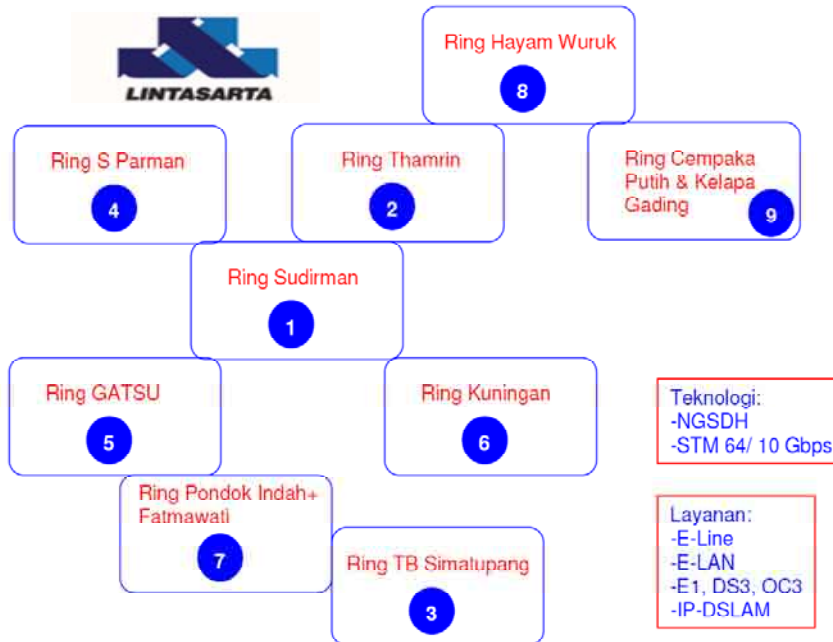 LINTASARTA
Ring Hayam Wuruk
8
Ring S Parman
4
Ring Thamrin
2
Ring Cempaka
Putih & Kelapa
Gading
9
Ring Sudirman
1
Ring GATSU
5
Ring Kuningan
6
Teknologi:
-NGSDH
-STM 64/ 10 Gbps
Ring Pondok Indah+
Fatmawati
7
Ring TB Simatupang
3
Layanan:
-E-Line
-E-LAN
-E1, DS3, OC3
-IP-DSLAM